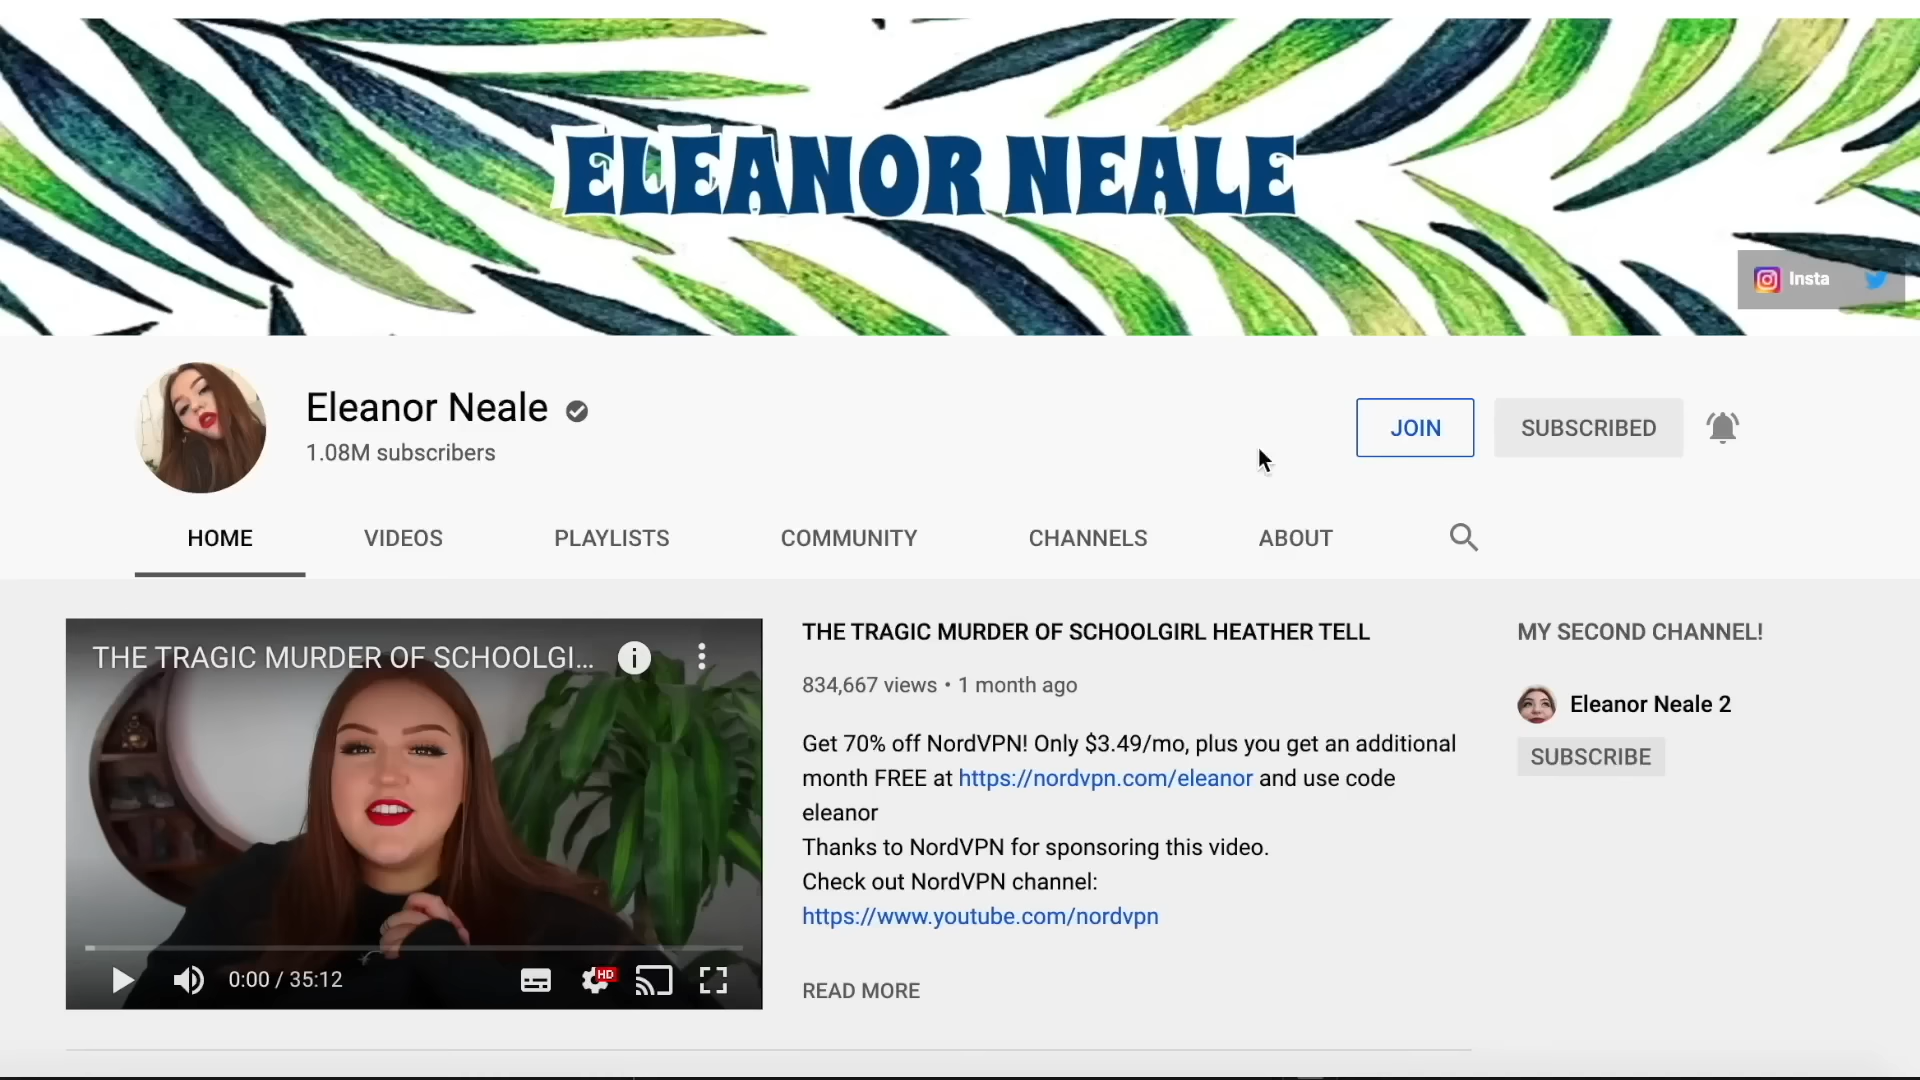 ELEANOR NEALE
Insta
Eleanor Neale
1.08M subscribers
JOIN
SUBSCRIBED
HOME
VIDEOS
PLAYLISTS
COMMUNITY
CHANNELS
ABOUT
THE TRAGIC MURDER OF SCHOOLGI...
HD
0:00 / 35:12
THE TRAGIC MURDER OF SCHOOLGIRL HEATHER TELL
834,667 views • 1 month ago
Get 70% off NordVPN! Only $3.49/mo, plus you get an additional
month FREE at https://nordvpn.com/eleanor and use code
eleanor
Thanks to NordVPN for sponsoring this video.
Check out NordVPN channel:
https://www.youtube.com/nordvpn
READ MORE
MY SECOND CHANNEL!
Eleanor Neale 2
SUBSCRIBE